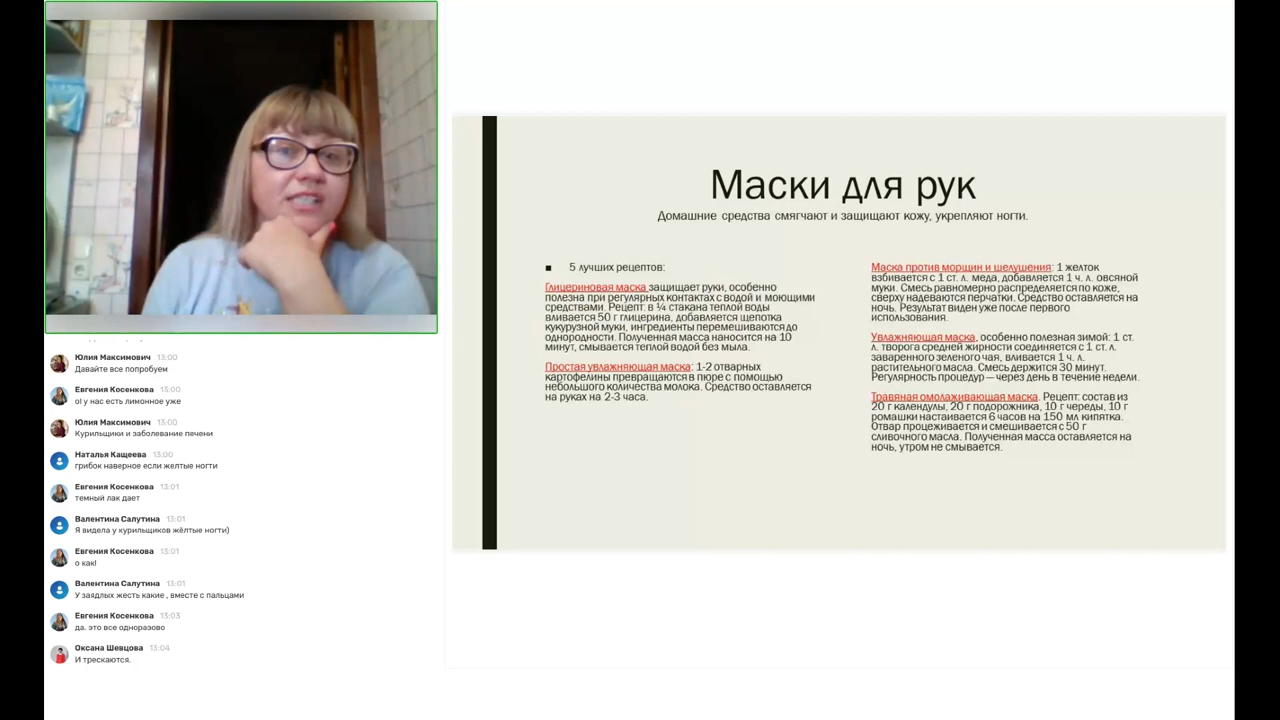 Юлия Максимович 13:00
Давайте все попробуем
Евгения Косенкова 13:00
о! у нас есть лимонное уже
Юлия Максимович 13:00
Курильщики и заболевание печени
Наталья Кащеева 13:00
грибок наверное если желтые ногти
Евгения Косенкова 13:01
темный лак дает
Валентина Салутина 13:01
Я видела у курильщиков жёлтые ногти)
Евгения Косенкова 13:01
о как!
Валентина Салутина 13:01
У заядлых жесть какие , вместе с пальцами
Евгения Косенкова 13:03
да. это все одноразово
Оксана Шевцова 13:04
И трескаются.
Маски для рук
Домашние средства смягчают и защищают кожу, укрепляют ногти.
■ 5 лучших рецептов:
Глицериновая маска защищает руки, особенно
полезна при регулярных контактах с водой и моющими
средствами. Рецепт: в ¼ стакана теплой воды
вливается 50 г глицерина, добавляется щепотка
кукурузной муки, ингредиенты перемешиваются до
однородности. Полученная масса наносится на 10
минут, смывается теплой водой без мыла.
Простая увлажняющая маска: 1-2 отварных
картофелины превращаются в пюре с помощью
небольшого количества молока. Средство оставляется
на руках на 2-3 часа.
Маска против морщин и шелушения: 1 желток
взбивается с 1 ст. л. меда, добавляется 1 ч. л. овсяной
муки. Смесь равномерно распределяется по коже,
сверху надеваются перчатки. Средство оставляется на
ночь. Результат виден уже после первого
использования.
Увлажняющая маска, особенно полезная зимой: 1 ст.
л. творога средней жирности соединяется с 1 ст. л.
заваренного зеленого чая, вливается 1 ч. л.
растительного масла. Смесь держится 30 минут.
Регулярность процедур — через день в течение недели.
Травяная омолаживающая маска. Рецепт: состав из
20 г календулы, 20 г подорожника, 10 г череды, 10 г
ромашки настаивается 6 часов на 150 мл кипятка.
Отвар процеживается и смешивается с 50 г
сливочного масла. Полученная масса оставляется на
ночь, утром не смывается.